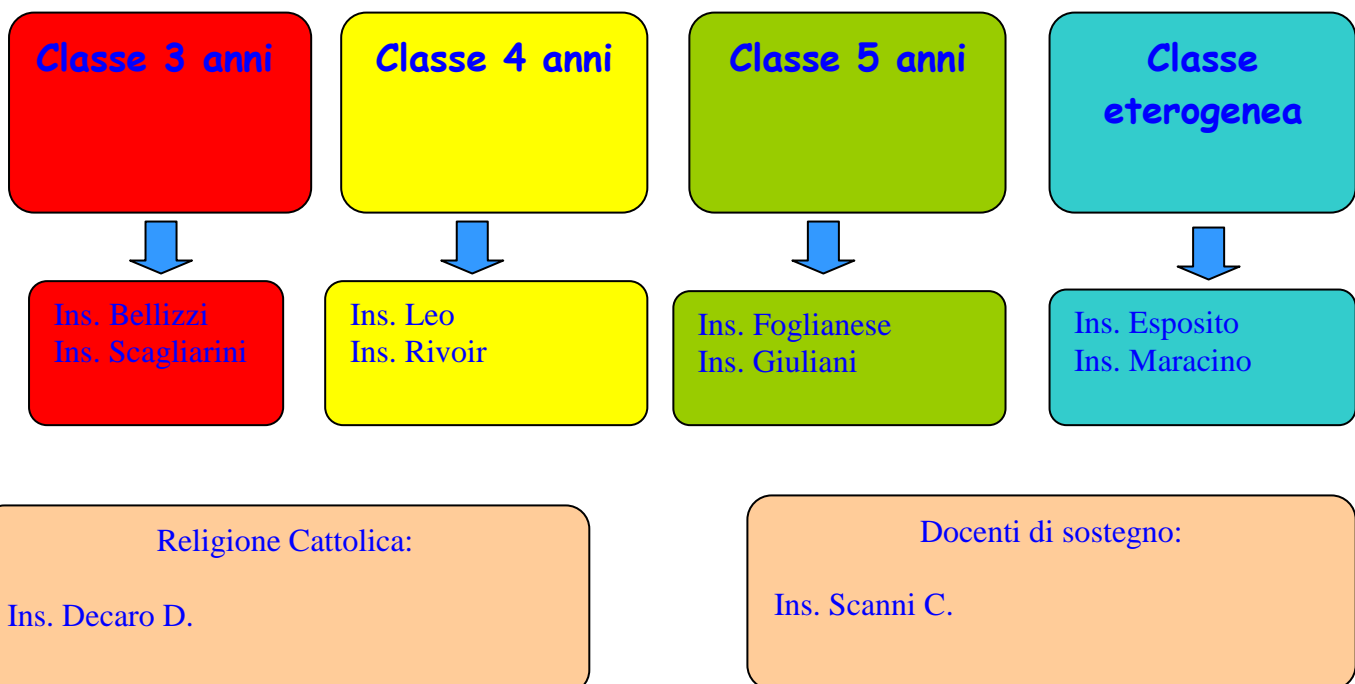 Classe 3 anni
Classe 4 anni
Classe 5 anni
Classe
eterogenea
Ins. Bellizzi
Ins. Scagliarini
Ins. Leo
Ins. Rivoir
Ins. Foglianese
Ins. Giuliani
Ins. Esposito
Ins. Maracino
Religione Cattolica:
Ins. Decaro D.
Docenti di sostegno:
Ins. Scanni C.